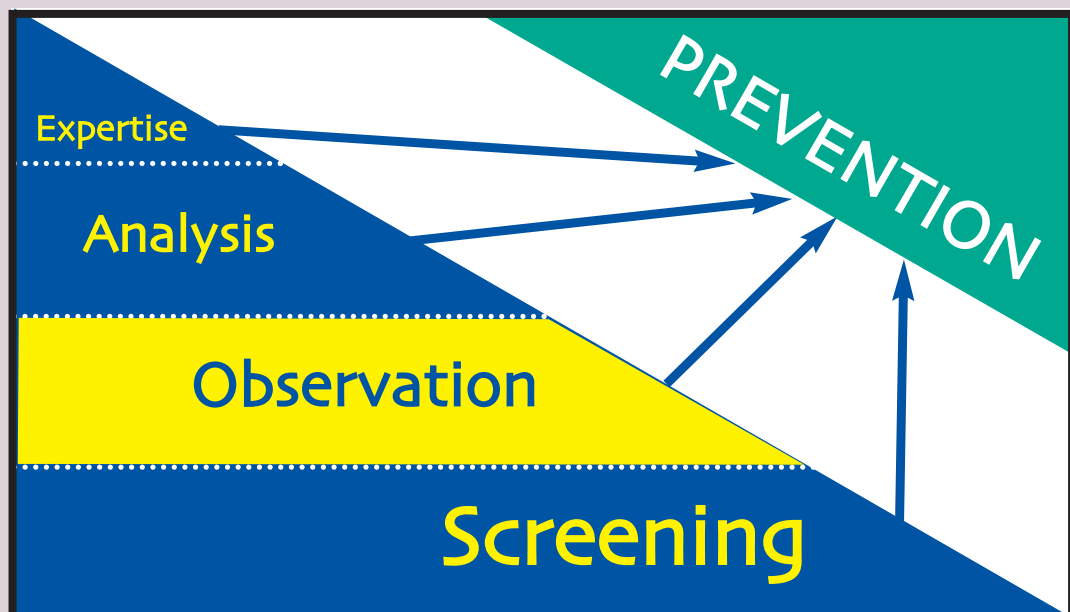 PREVENTION
Expertise
Analysis
Observation
Screening